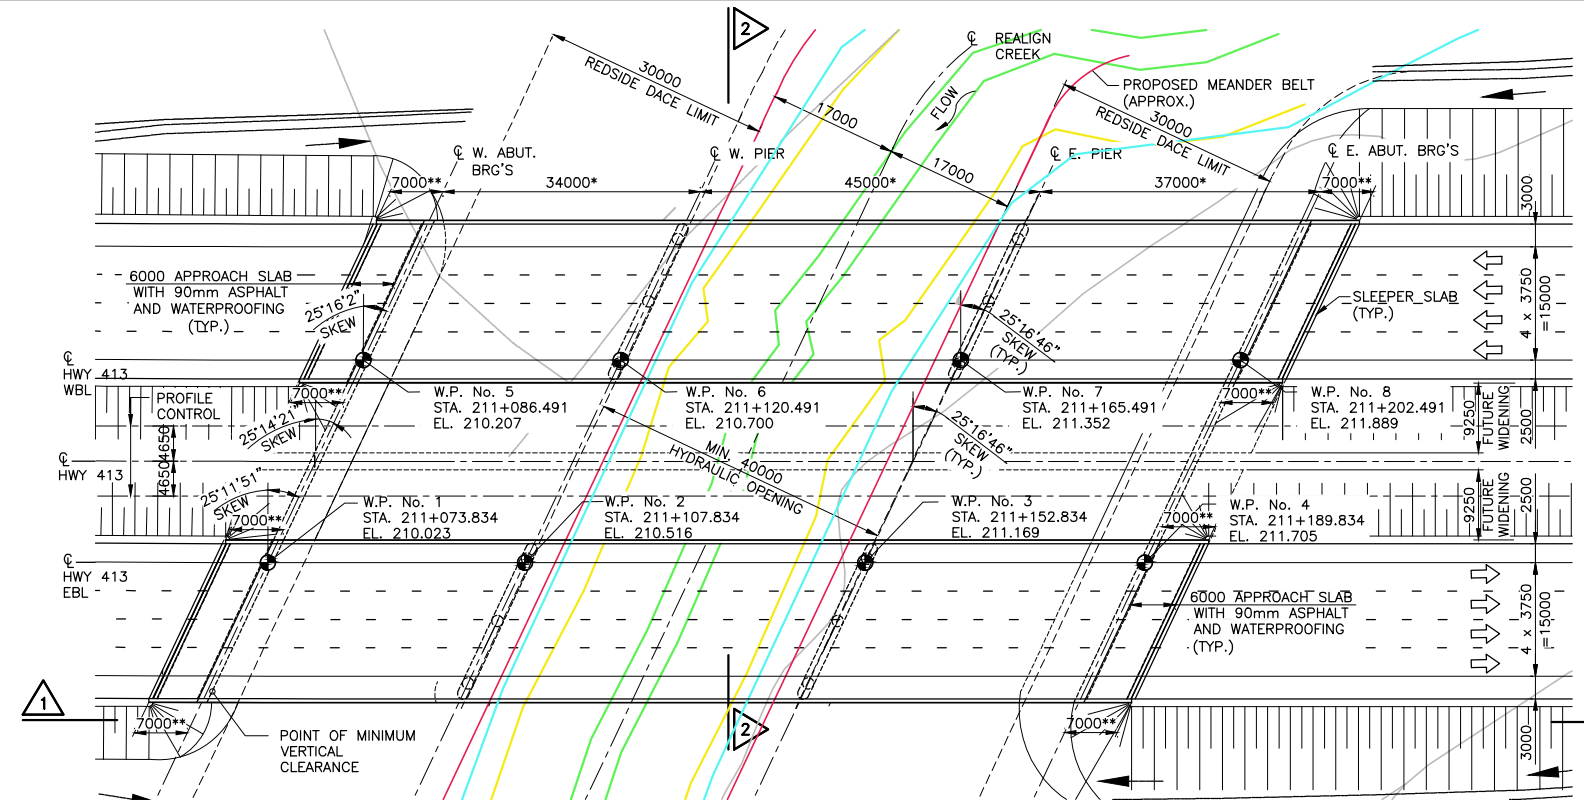 2
℄ REALIGN
CREEK
30000
REDSIDE DACE LIMIT
PROPOSED MEANDER BELT
(APPROX.)
FLOW
17000
30000
REDSIDE DACE LIMIT
℄ W. ABUT.
BRG'S
℄ W. PIER
℄ E. PIER
℄ E. ABUT. BRG'S
17000
7000**
34000*
45000*
37000*
7000**
3000
6000 APPROACH SLAB
WITH 90mm ASPHALT
AND WATERPROOFING
(TYP.)
25°16'2"
SKEW
25°16'46"
SKEW
(TYP.)
SLEEPER SLAB
(TYP.)
4 x 3750
=15000
℄
HWY 413
WBL
7000**
W.P. No. 5
STA. 211+086.491
EL. 210.207
W.P. No. 6
STA. 211+120.491
EL. 210.700
W.P. No. 7
STA. 211+165.491
EL. 211.352
7000**
W.P. No. 8
STA. 211+202.491
EL. 211.889
PROFILE
CONTROL
25°14'21"
SKEW
25°16'46"
SKEW
(TYP.)
9250
FUTURE
WIDENING
2500
℄
HWY 413
4650
4650
MIN. 40000
HYDRAULIC OPENING
25°11'51"
SKEW
7000**
W.P. No. 1
STA. 211+073.834
EL. 210.023
W.P. No. 2
STA. 211+107.834
EL. 210.516
W.P. No. 3
STA. 211+152.834
EL. 211.169
7000**
W.P. No. 4
STA. 211+189.834
EL. 211.705
9250
FUTURE
WIDENING
2500
℄
HWY 413
EBL
6000 APPROACH SLAB
WITH 90mm ASPHALT
AND WATERPROOFING
(TYP.)
4 x 3750
=15000
1
7000**
POINT OF MINIMUM
VERTICAL
CLEARANCE
2
7000**
3000